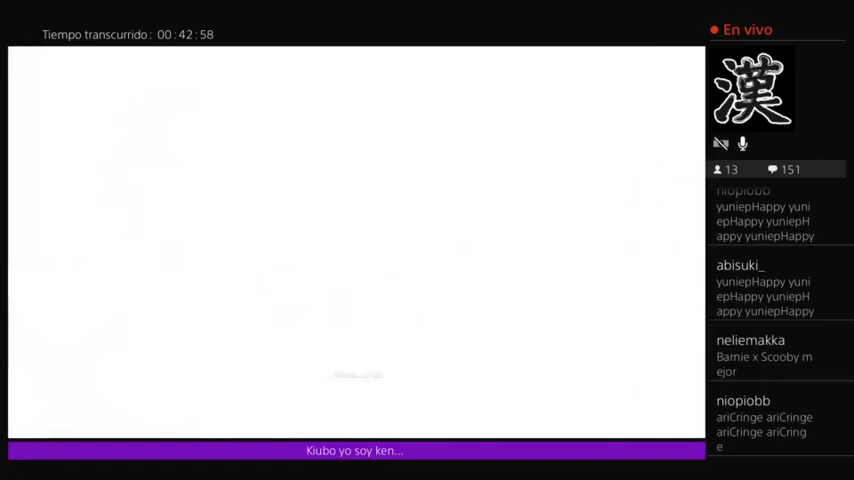 Tiempo transcurrido: 00:42:58
En vivo
漢
13 151
niopiobb
yuniepHappy yuni
epHappy yuniepH
appy yuniepHappy
abisuki_
yuniepHappy yuni
epHappy yuniepH
appy yuniepHappy
neliemakka
Barnie x Scooby m
ejor
niopiobb
ariCringe ariCringe
ariCringe ariCring
e
Kiubo yo soy ken...